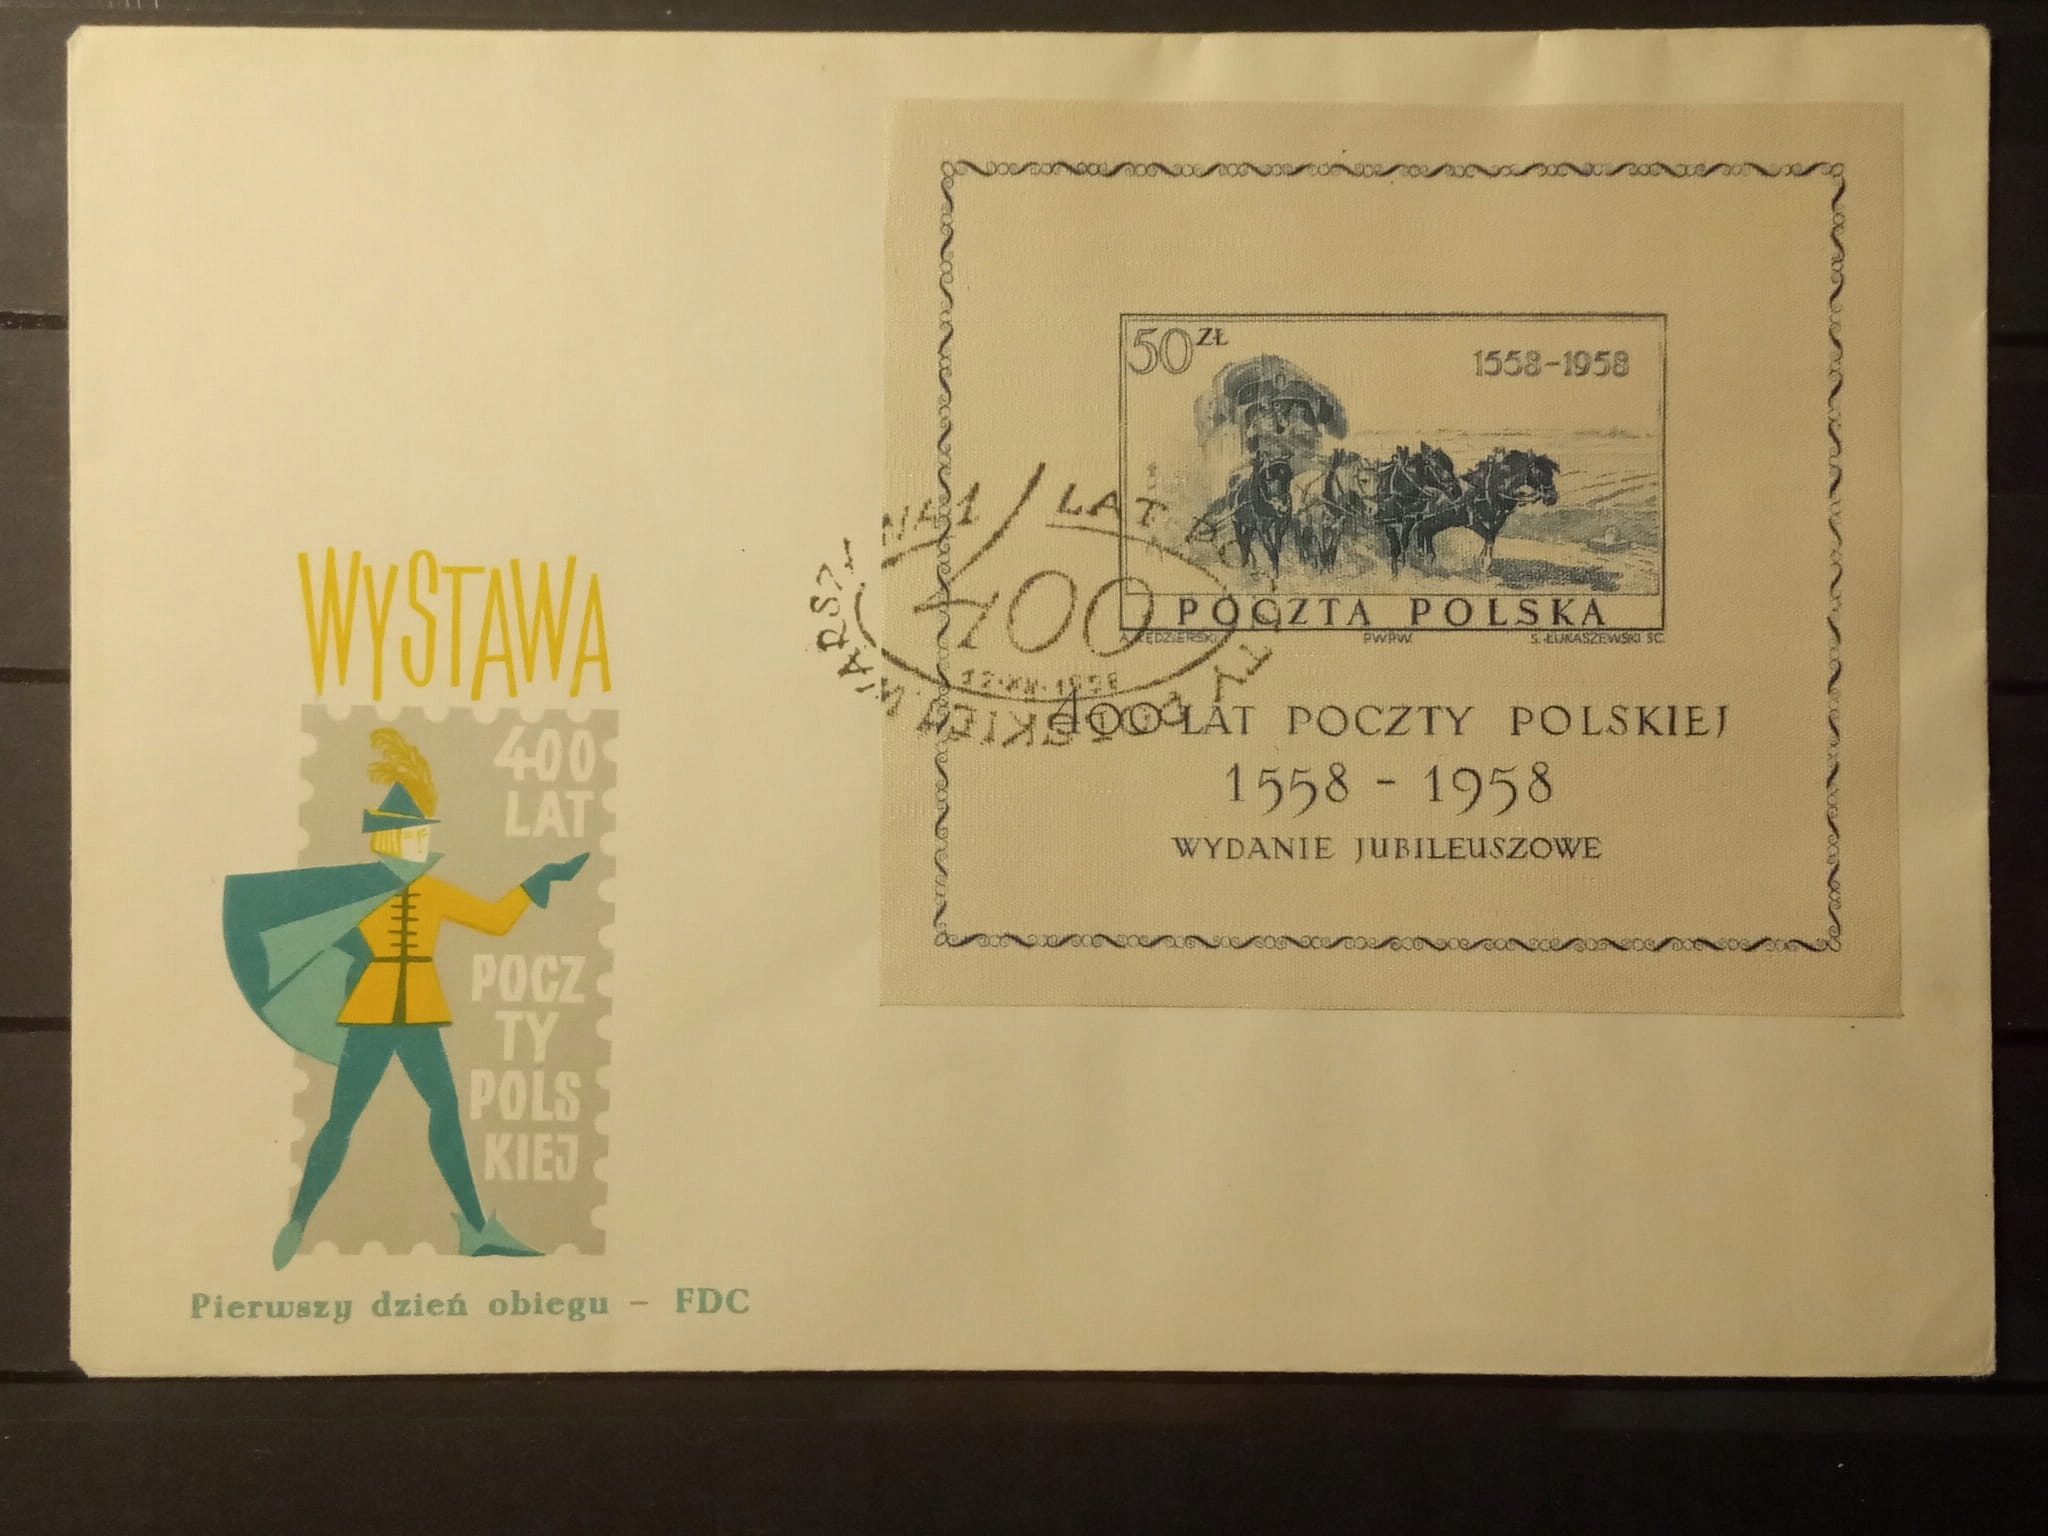 WYSTAWA
400
LAT
POCZ
TY
POLS
KIEJ
Pierwszy dzień obiegu – FDC
50 ZŁ
1558-1958
POCZTA POLSKA
PWPW.
S. ŁUKASZEWSKI SC.
400 LAT POCZTY POLSKIEJ
1558 - 1958
WYDANIE JUBILEUSZOWE
LAT
400